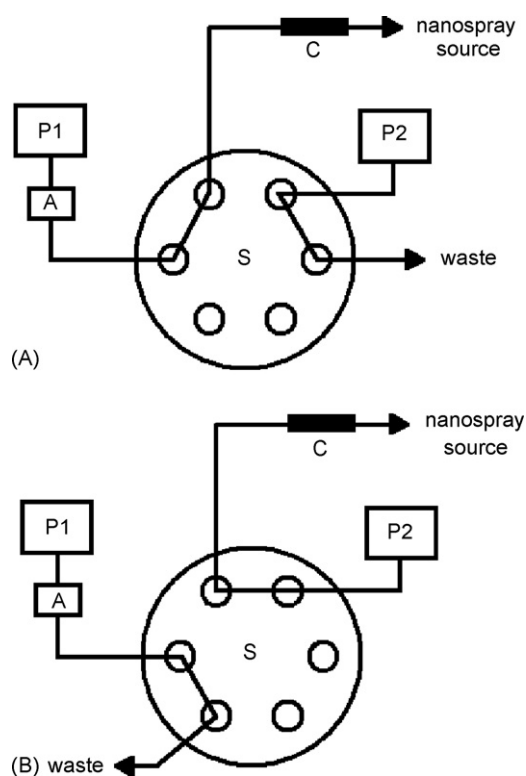 nanospray
source
C
P1
P2
A
S
waste
(A)
nanospray
source
C
P1
P2
A
S
(B) waste